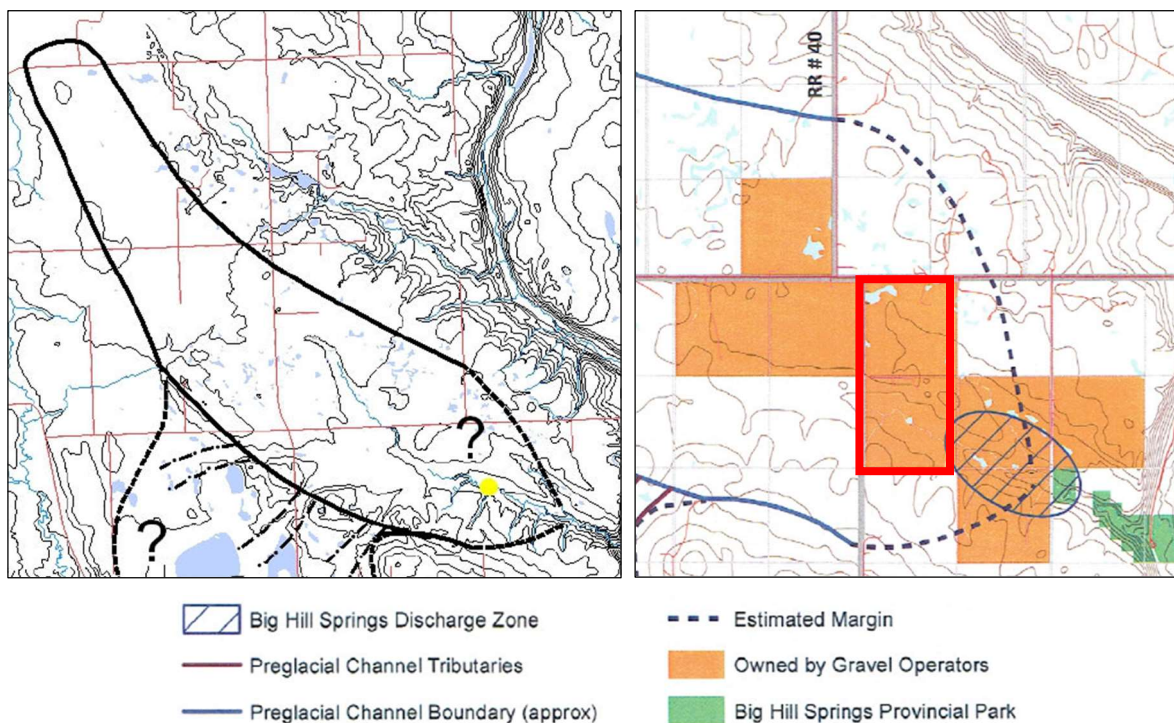 RR # 40
?
?
Big Hill Springs Discharge Zone
Preglacial Channel Tributaries
Preglacial Channel Boundary (approx)
Estimated Margin
Owned by Gravel Operators
Big Hill Springs Provincial Park